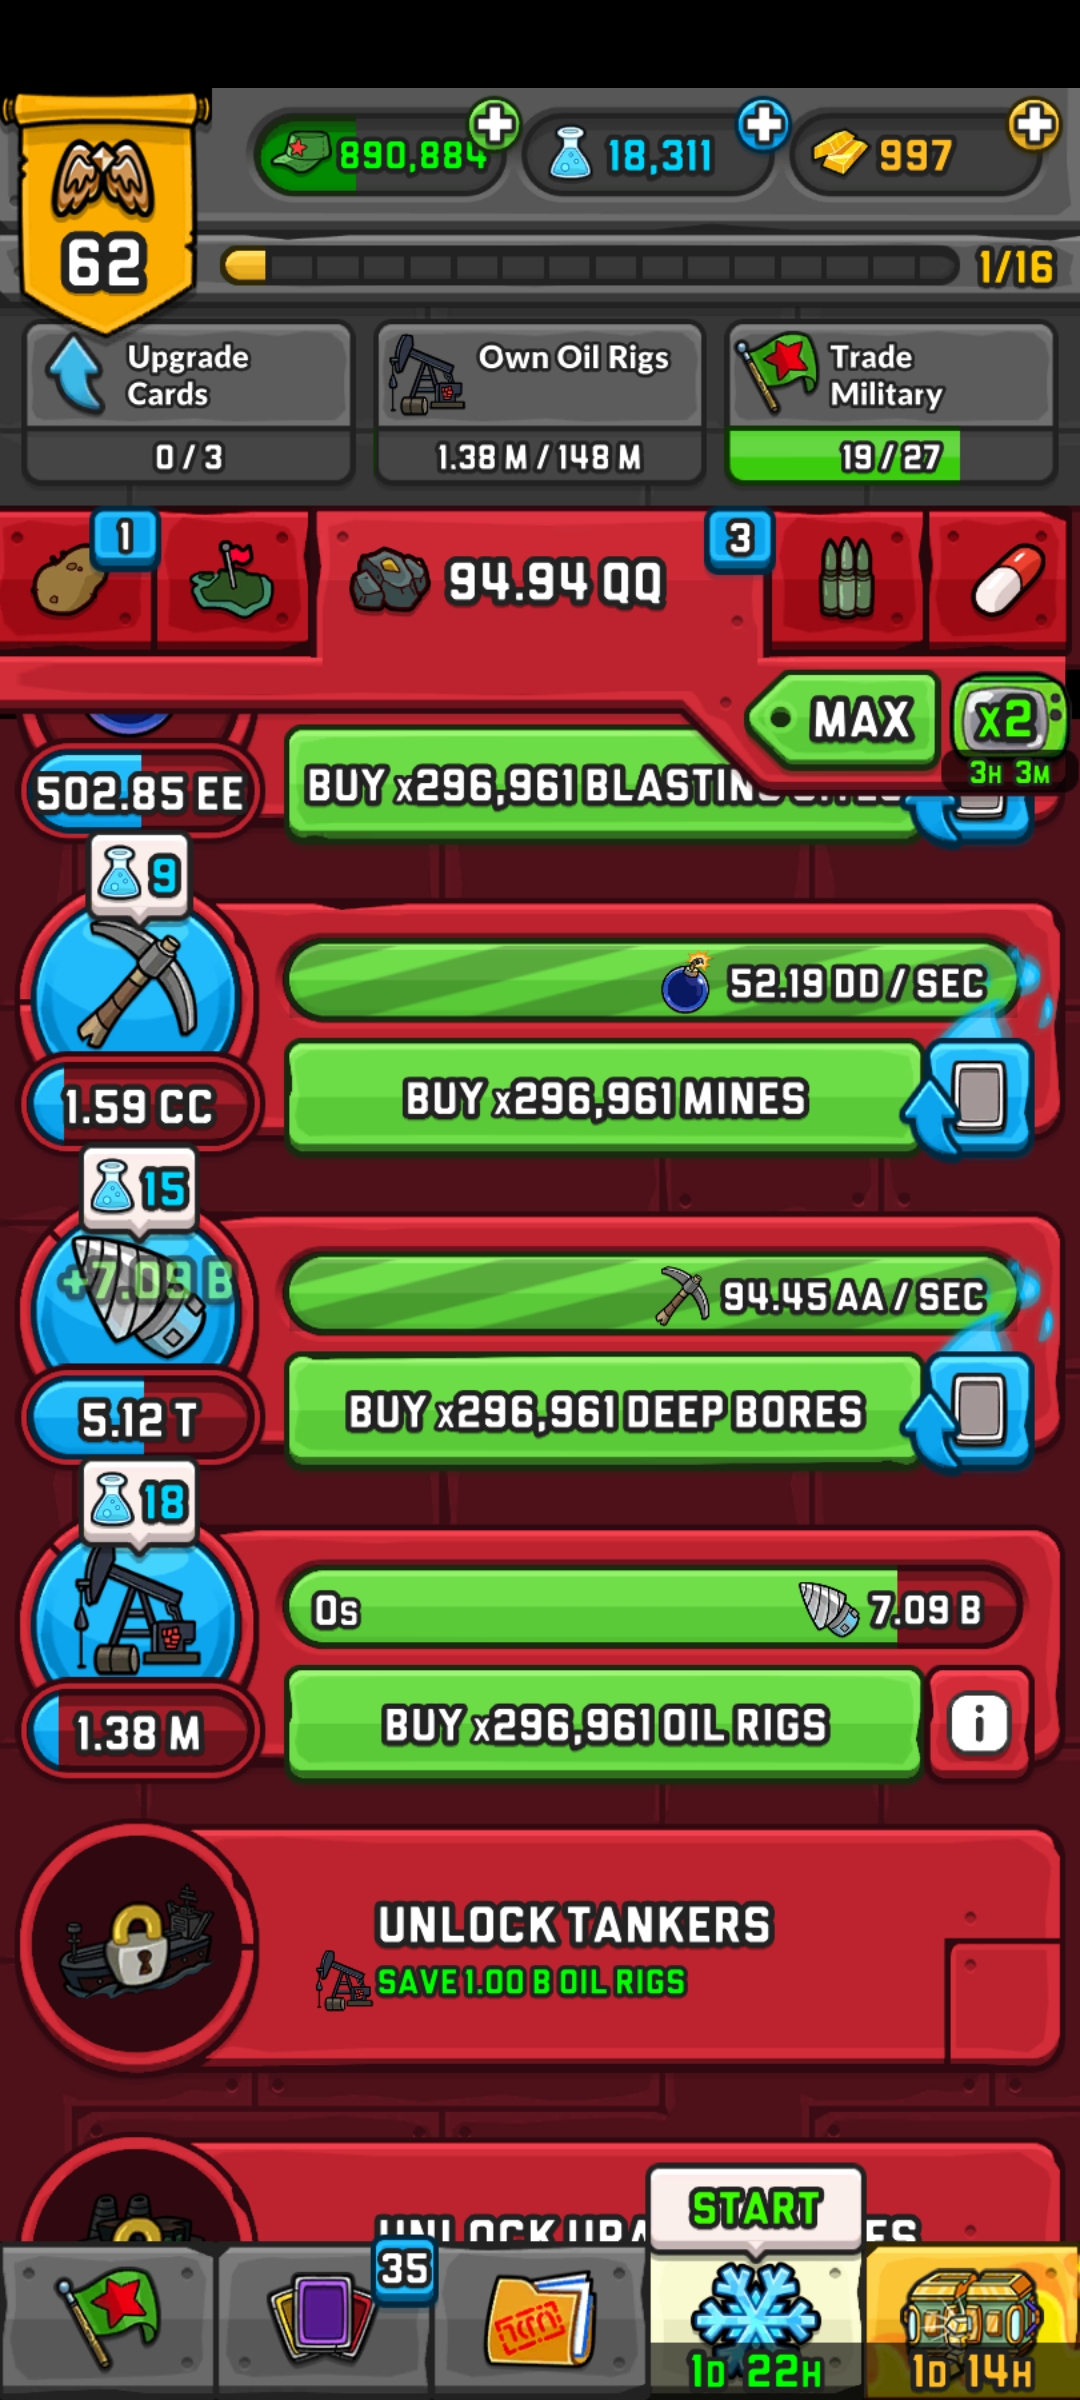 890,884
18,311
997
62
1/16
Upgrade
Cards
0 / 3
Own Oil Rigs
1.38 M / 148 M
Trade
Military
19 / 27
1
94.94 QQ
3
MAX
x2
3H 3M
502.85 EE
BUY x296,961 BLASTING
9
52.19 DD / SEC
1.59 CC
BUY x296,961 MINES
15
+7.09 B
94.45 AA / SEC
5.12 T
BUY x296,961 DEEP BORES
18
0s
7.09 B
1.38 M
BUY x296,961 OIL RIGS
i
UNLOCK TANKERS
SAVE 1.00 B OIL RIGS
START
UNLOCK
35
1D 22H
1D 14H